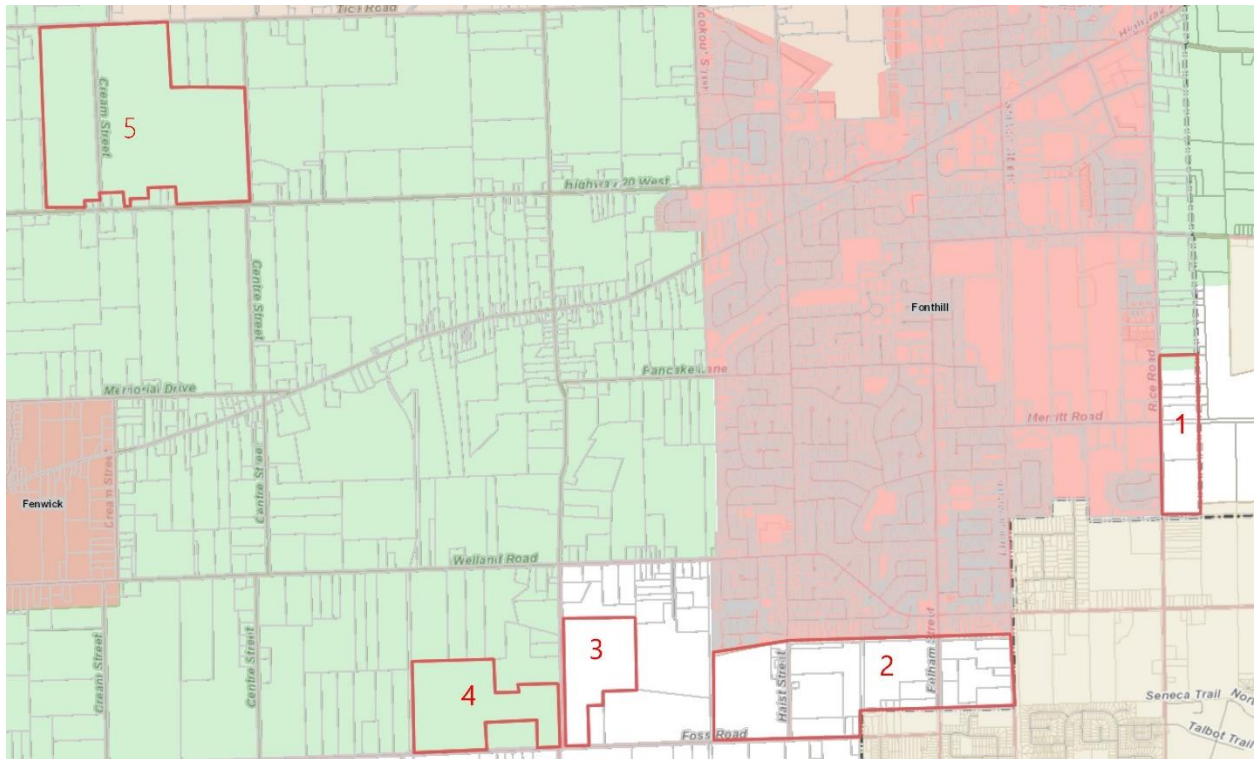 Cream Street
5
Highway 20 West
Centre Street
Fonthill
Pancake Lane
Memorial Drive
Rice Road
Merritt Road
1
Cream Street
Centre Street
Fenwick
Welland Road
3
Pelham Street
Haist Street
2
4
Cream Street
Centre Street
Foss Road
Seneca Trail
Talbot Trail